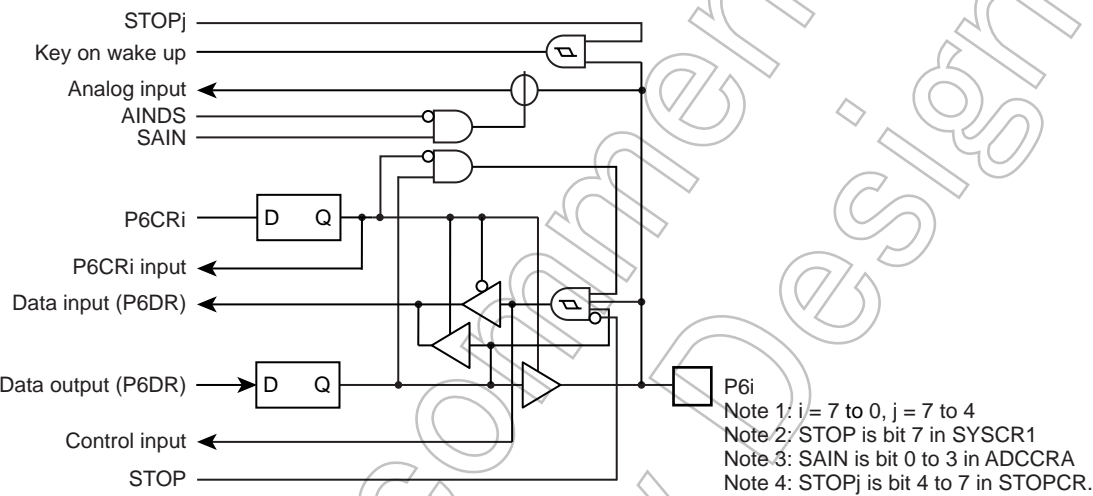 STOPj
Key on wake up
Analog input
AINDS
SAIN
P6CRi
D Q
P6CRi input
Data input (P6DR)
Data output (P6DR)
D Q
Control input
STOP
P6i
Note 1: i = 7 to 0, j = 7 to 4
Note 2: STOP is bit 7 in SYSCR1
Note 3: SAIN is bit 0 to 3 in ADCCRA
Note 4: STOPj is bit 4 to 7 in STOPCR.
commen
Design